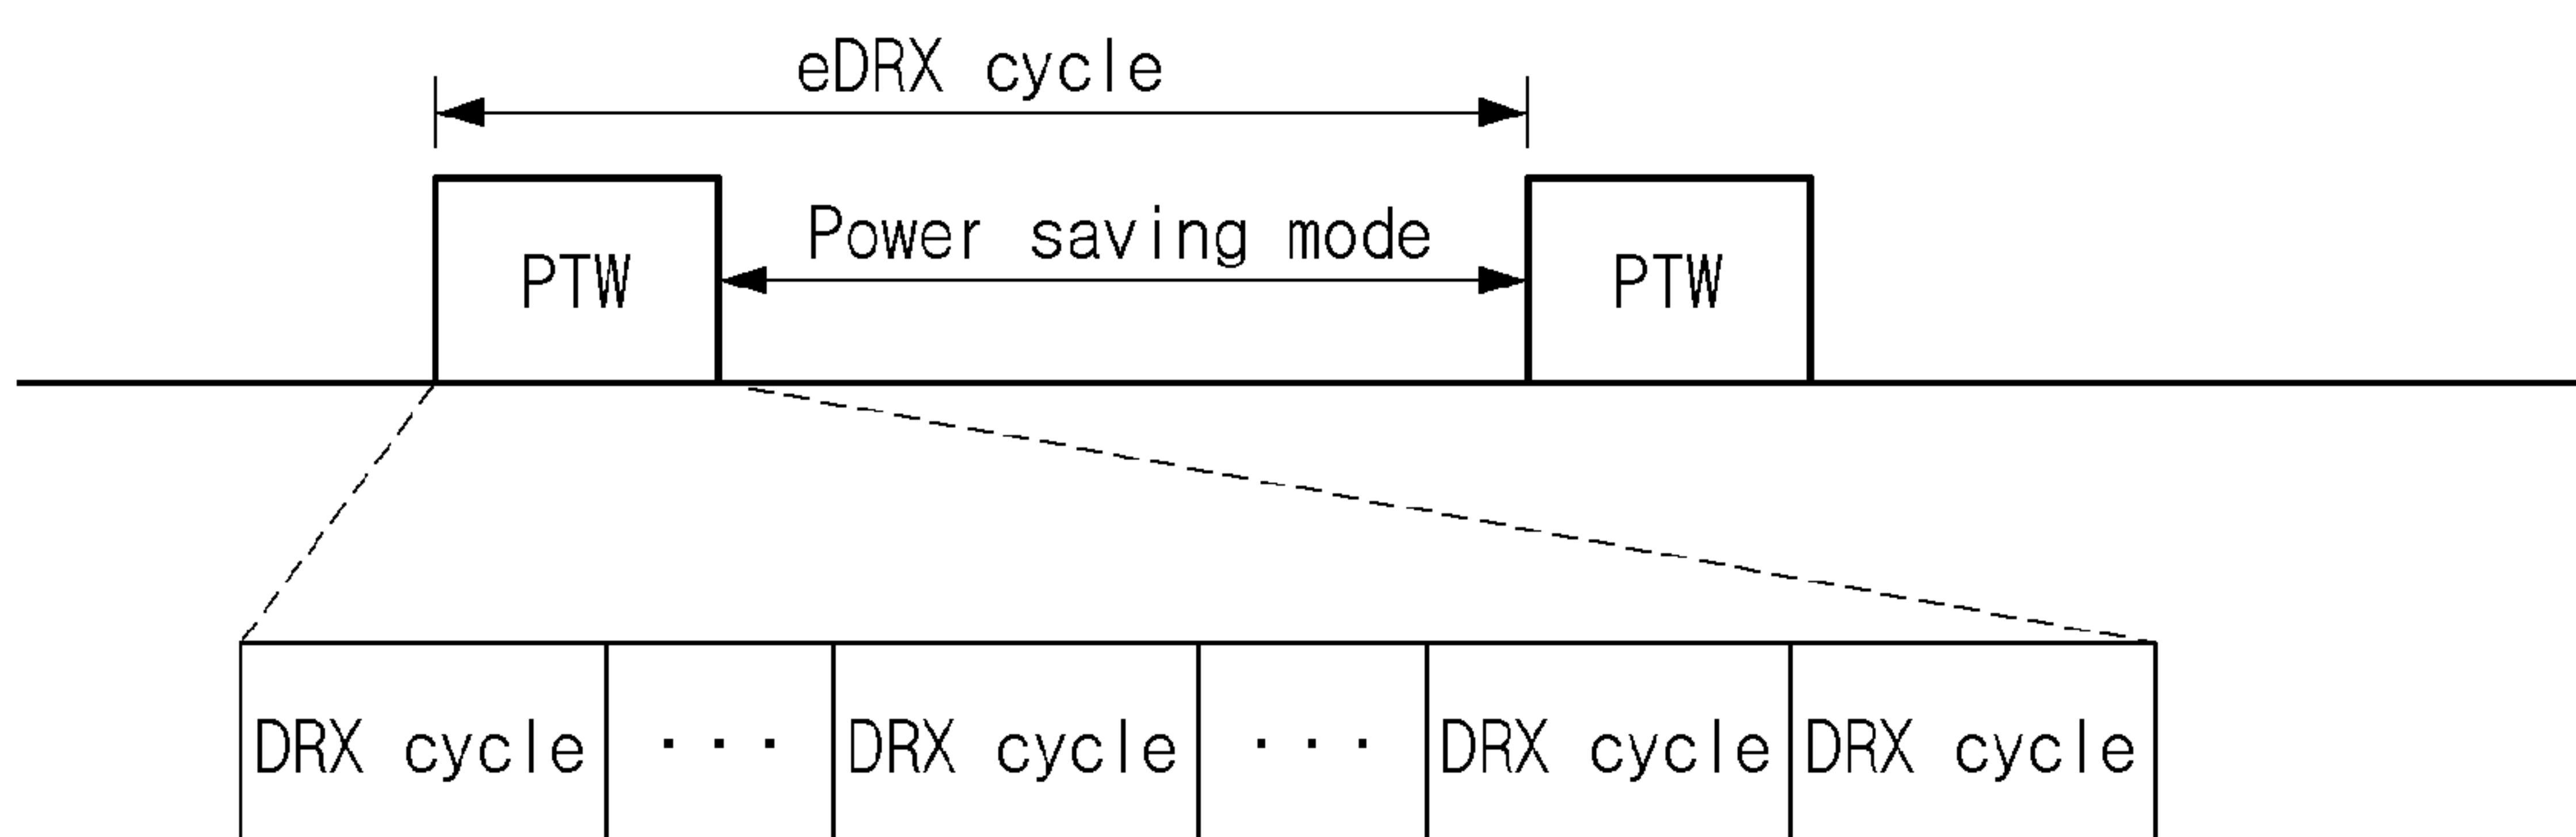 eDRX cycle
Power saving mode
PTW
PTW
DRX cycle ··· DRX cycle ··· DRX cycle DRX cycle